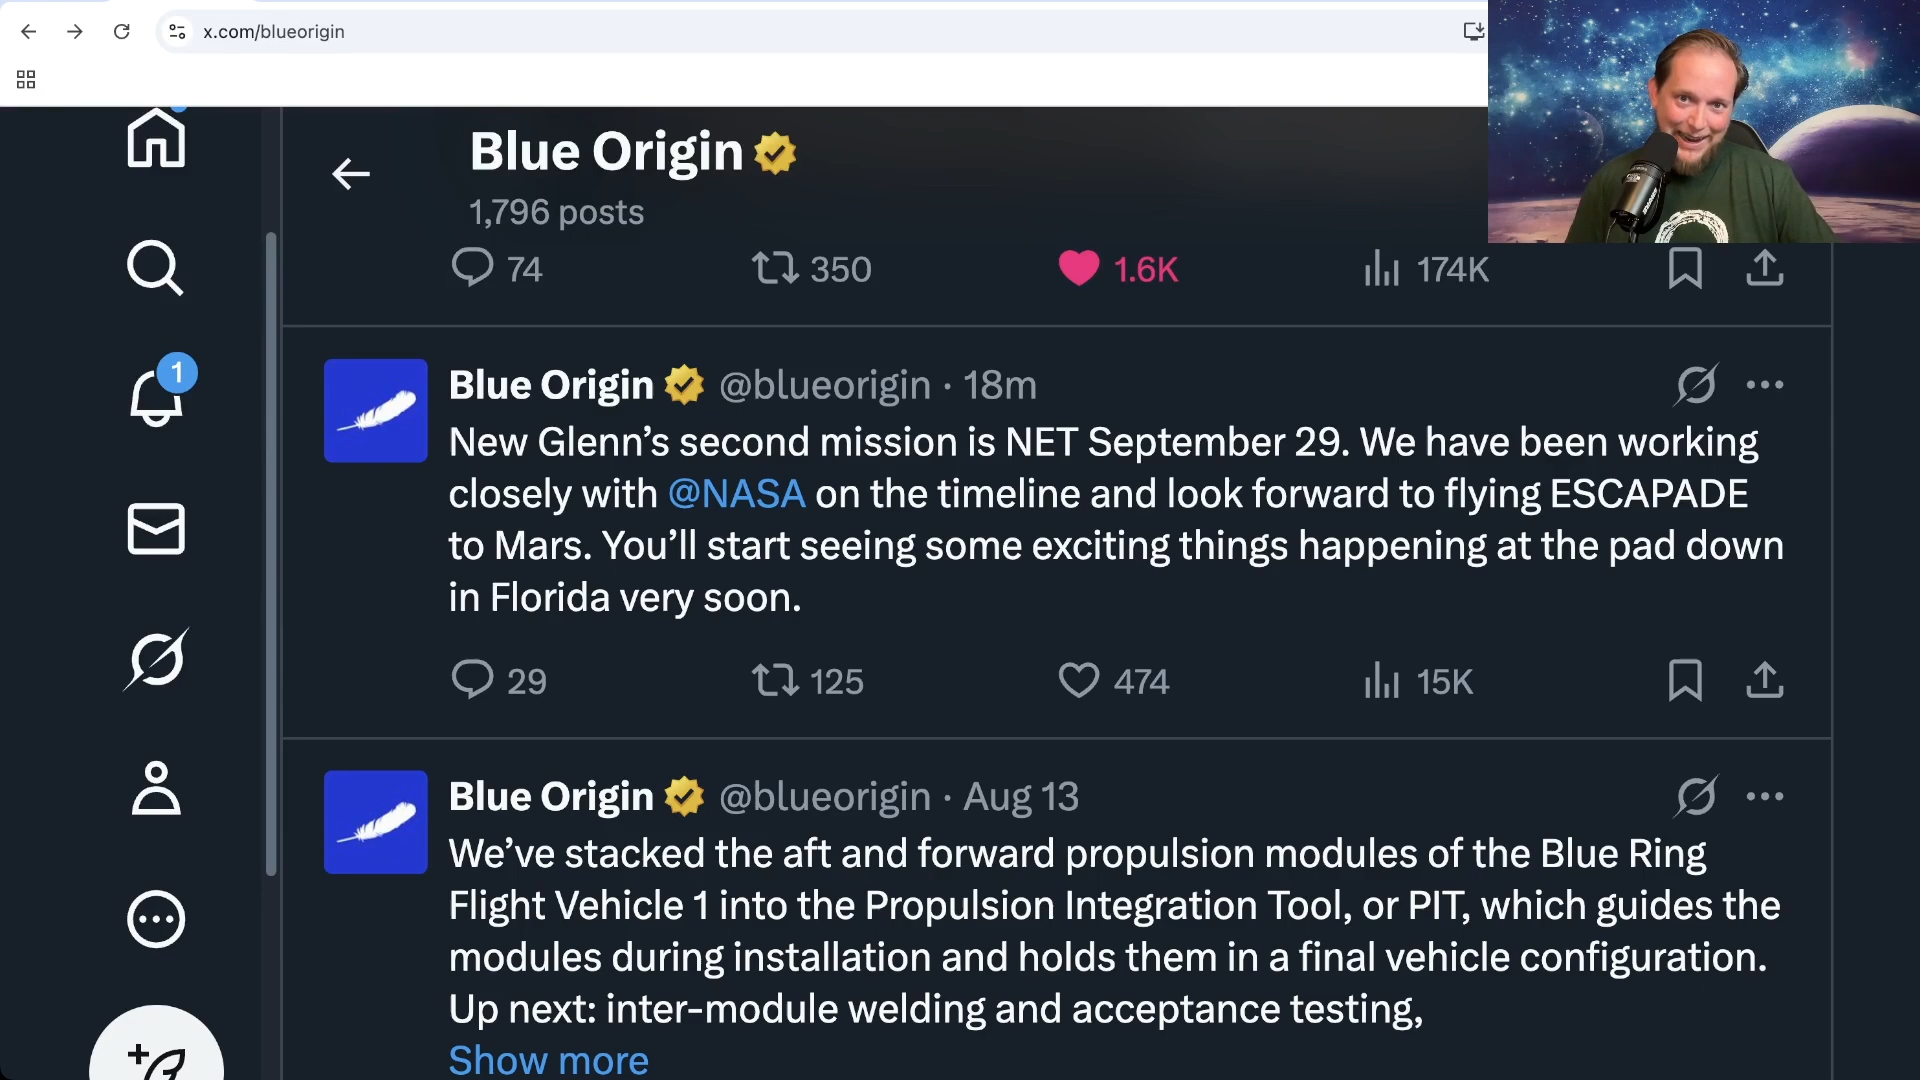 x.com/blueorigin
Blue Origin
1,796 posts
74 350 1.6K 174K
Blue Origin @blueorigin · 18m
New Glenn’s second mission is NET September 29. We have been working
closely with @NASA on the timeline and look forward to flying ESCAPADE
to Mars. You’ll start seeing some exciting things happening at the pad down
in Florida very soon.
29 125 474 15K
1
Blue Origin @blueorigin · Aug 13
We’ve stacked the aft and forward propulsion modules of the Blue Ring
Flight Vehicle 1 into the Propulsion Integration Tool, or PIT, which guides the
modules during installation and holds them in a final vehicle configuration.
Up next: inter-module welding and acceptance testing,
Show more